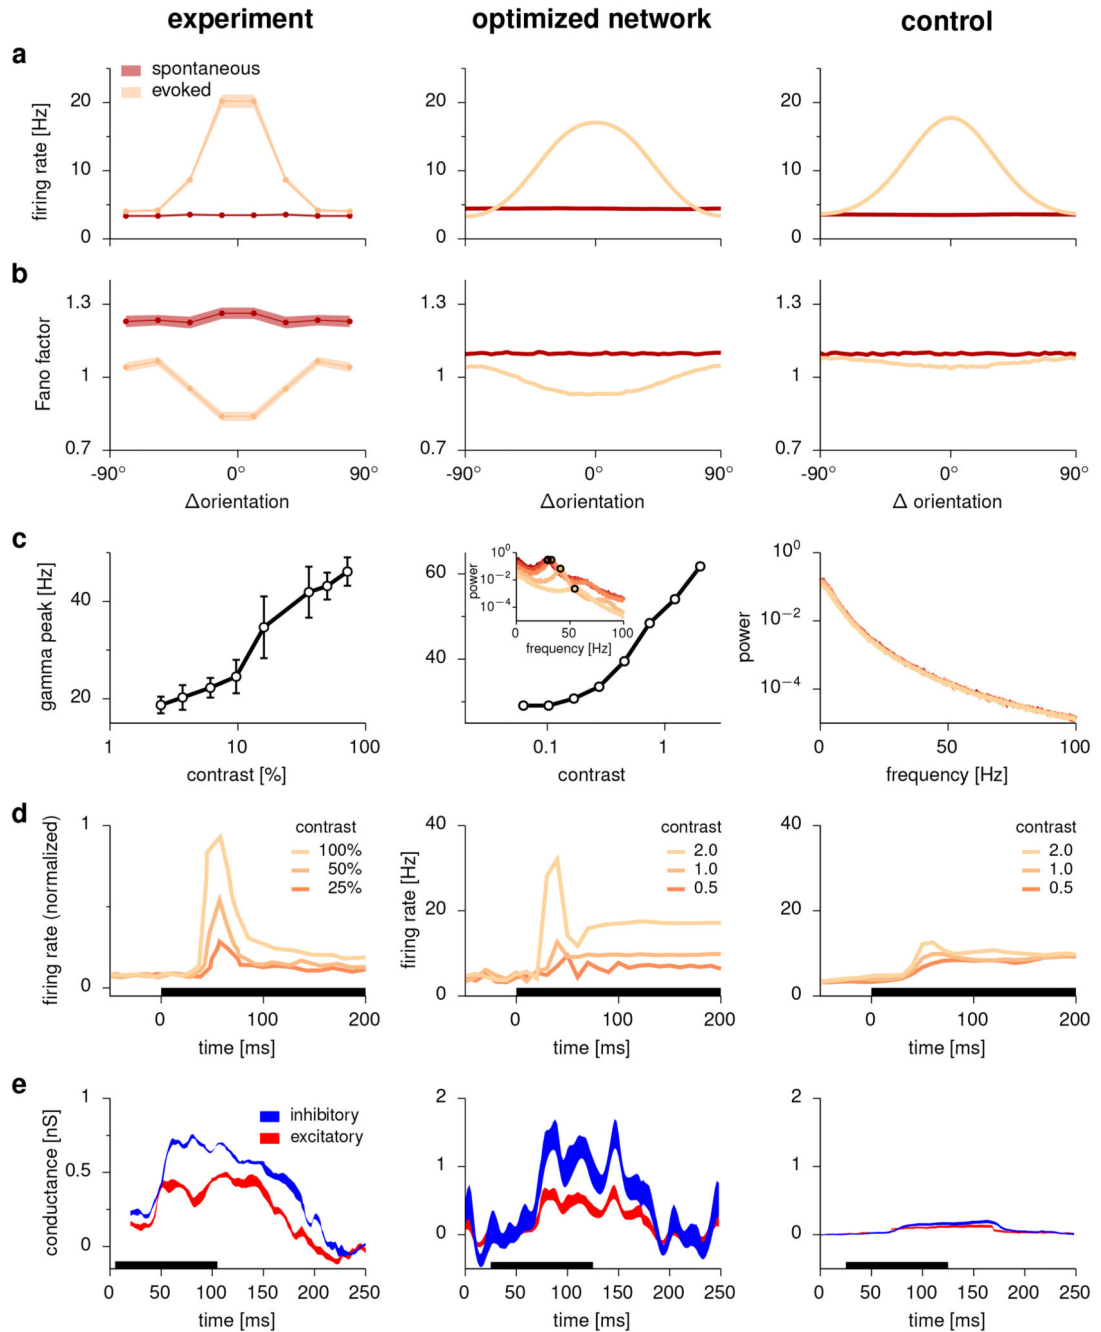 experiment optimized network control
a
spontaneous
evoked
firing rate [Hz]
20 20 20
10 10 10
0 0 0
b
Fano factor
1.3 1.3 1.3
1 1 1
0.7 0.7 0.7
-90° 0° 90° -90° 0° 90° -90° 0° 90°
Δorientation Δorientation Δ orientation
c
gamma peak [Hz]
40
20
1 10 100
contrast [%]
60
40
0.1 1
contrast
power
10⁰
10⁻²
10⁻⁴
0 50 100
frequency [Hz]
power
10⁰
10⁻²
10⁻⁴
0 50 100
frequency [Hz]
d
firing rate (normalized)
1
0
contrast
100%
50%
25%
0 100 200
time [ms]
firing rate [Hz]
40
20
0
contrast
2.0
1.0
0.5
0 100 200
time [ms]
40
20
0
contrast
2.0
1.0
0.5
0 100 200
time [ms]
e
conductance [nS]
1
0.5
0
inhibitory
excitatory
0 50 100 150 200 250
time [ms]
2
1
0
0 50 100 150 200 250
time [ms]
2
1
0
0 50 100 150 200 250
time [ms]